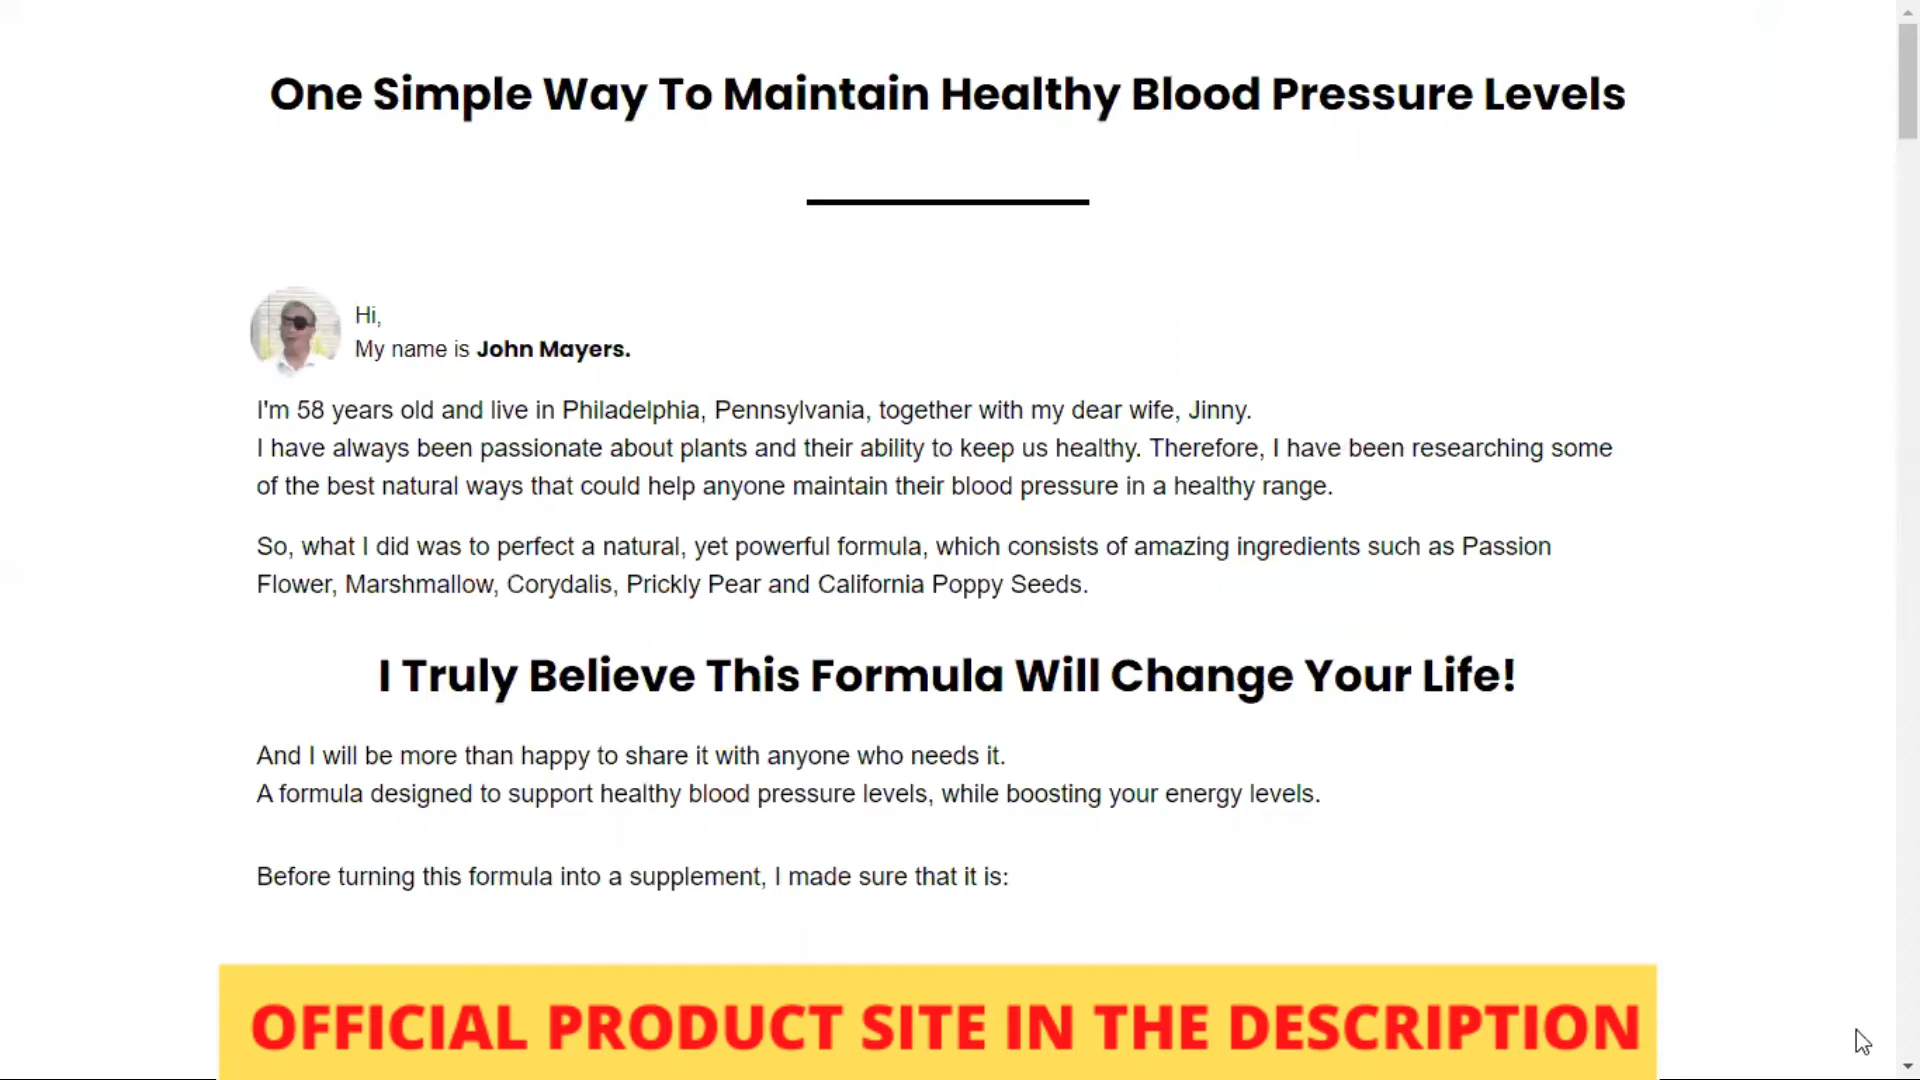 One Simple Way To Maintain Healthy Blood Pressure Levels
Hi,
My name is John Mayers.
I'm 58 years old and live in Philadelphia, Pennsylvania, together with my dear wife, Jinny.
I have always been passionate about plants and their ability to keep us healthy. Therefore, I have been researching some
of the best natural ways that could help anyone maintain their blood pressure in a healthy range.
So, what I did was to perfect a natural, yet powerful formula, which consists of amazing ingredients such as Passion
Flower, Marshmallow, Corydalis, Prickly Pear and California Poppy Seeds.
I Truly Believe This Formula Will Change Your Life!
And I will be more than happy to share it with anyone who needs it.
A formula designed to support healthy blood pressure levels, while boosting your energy levels.
Before turning this formula into a supplement, I made sure that it is:
OFFICIAL PRODUCT SITE IN THE DESCRIPTION